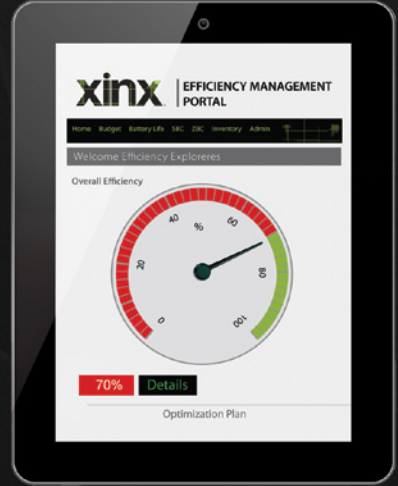 xinx
EFFICIENCY MANAGEMENT
PORTAL
Home Budget Battery Life SBC ZBC Inventory Admin
Welcome Efficiency Exploreres
Overall Efficiency
0 20 40 % 60 80 100
70% Details
Optimization Plan